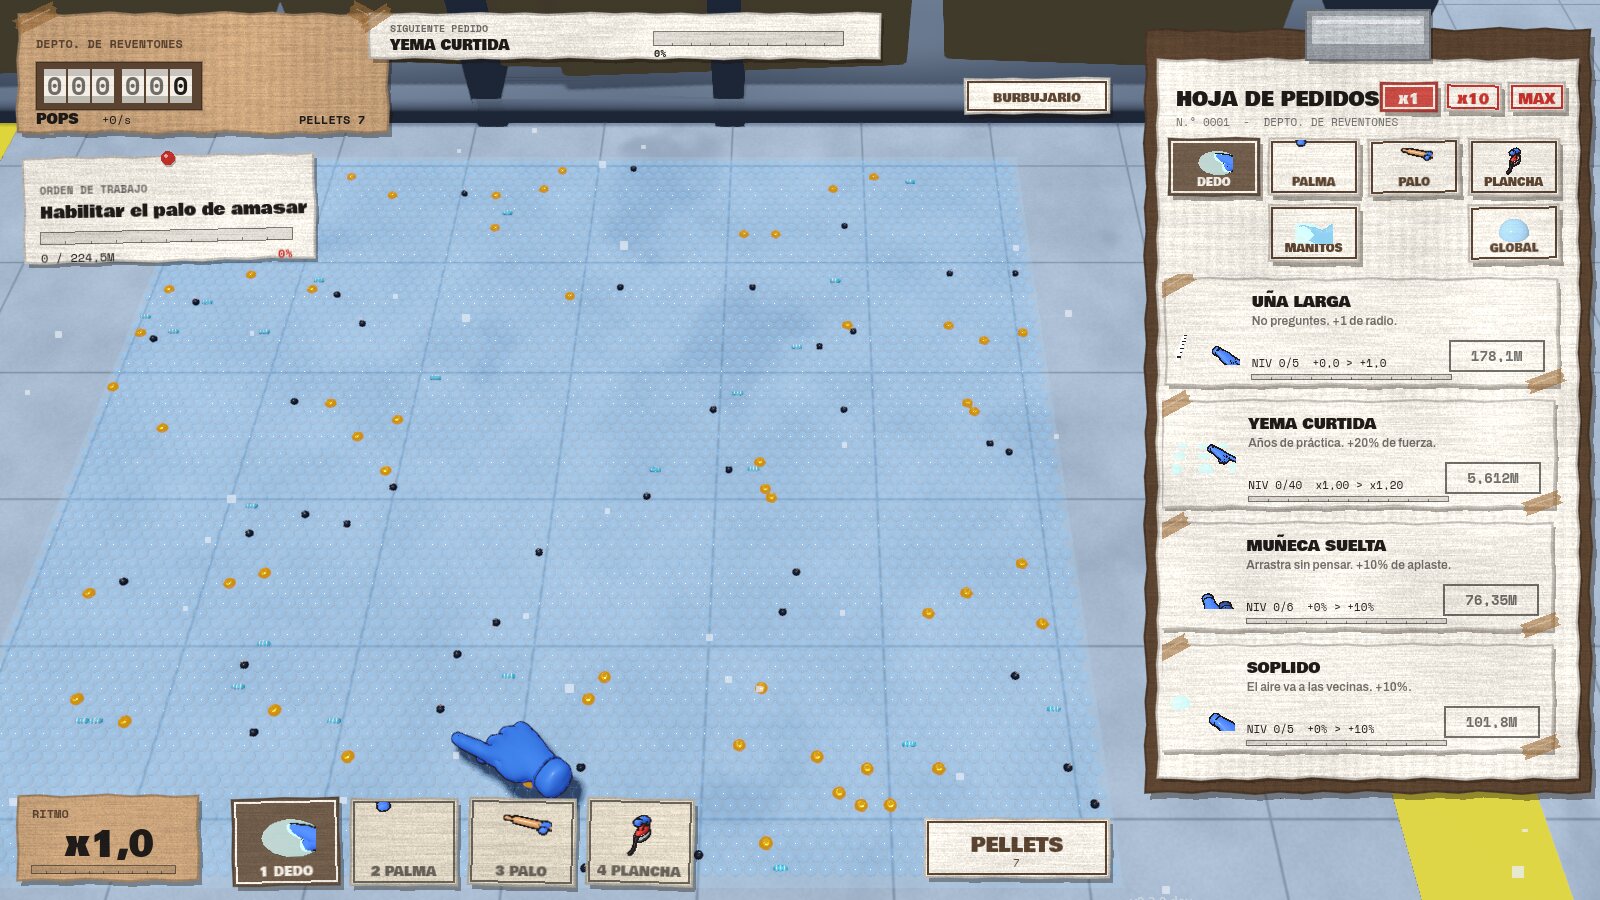 DEPTO. DE REVENTONES
000 000
POPS +0/s PELLETS 7
SIGUIENTE PEDIDO
YEMA CURTIDA
0%
BURBUJARIO
ORDEN DE TRABAJO
Habilitar el palo de amasar
0 / 224,5M 0%
HOJA DE PEDIDOS x1 x10 MAX
N.° 0001 - DEPTO. DE REVENTONES
DEDO PALMA PALO PLANCHA
MANITOS GLOBAL
UÑA LARGA
No preguntes. +1 de radio.
NIV 0/5 +0,0 > +1,0 178,1M
YEMA CURTIDA
Años de práctica. +20% de fuerza.
NIV 0/40 x1,00 > x1,20 5,612M
MUÑECA SUELTA
Arrastra sin pensar. +10% de aplaste.
NIV 0/6 +0% > +10% 76,35M
SOPLIDO
El aire va a las vecinas. +10%.
NIV 0/5 +0% > +10% 101,8M
RITMO
x1,0
1 DEDO 2 PALMA 3 PALO 4 PLANCHA
PELLETS
7